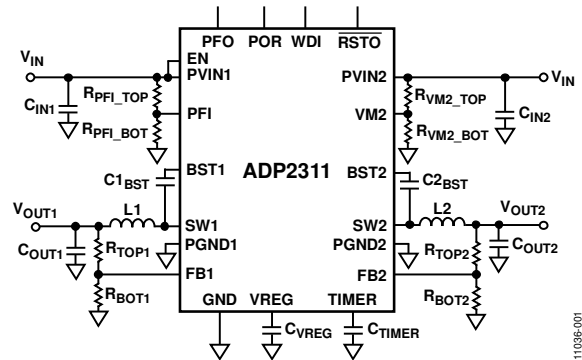 PFO POR WDI RSTO
EN
VIN PVIN1 PVIN2 VIN
CIN1 RPFI_TOP RVM2_TOP CIN2
PFI VM2
RPFI_BOT RVM2_BOT
ADP2311
C1BST BST1 BST2 C2BST
VOUT1 L1 SW1 SW2 L2 VOUT2
COUT1 RTOP1 PGND1 PGND2 RTOP2 COUT2
FB1 FB2
RBOT1 RBOT2
GND VREG TIMER
CVREG CTIMER
11036-001